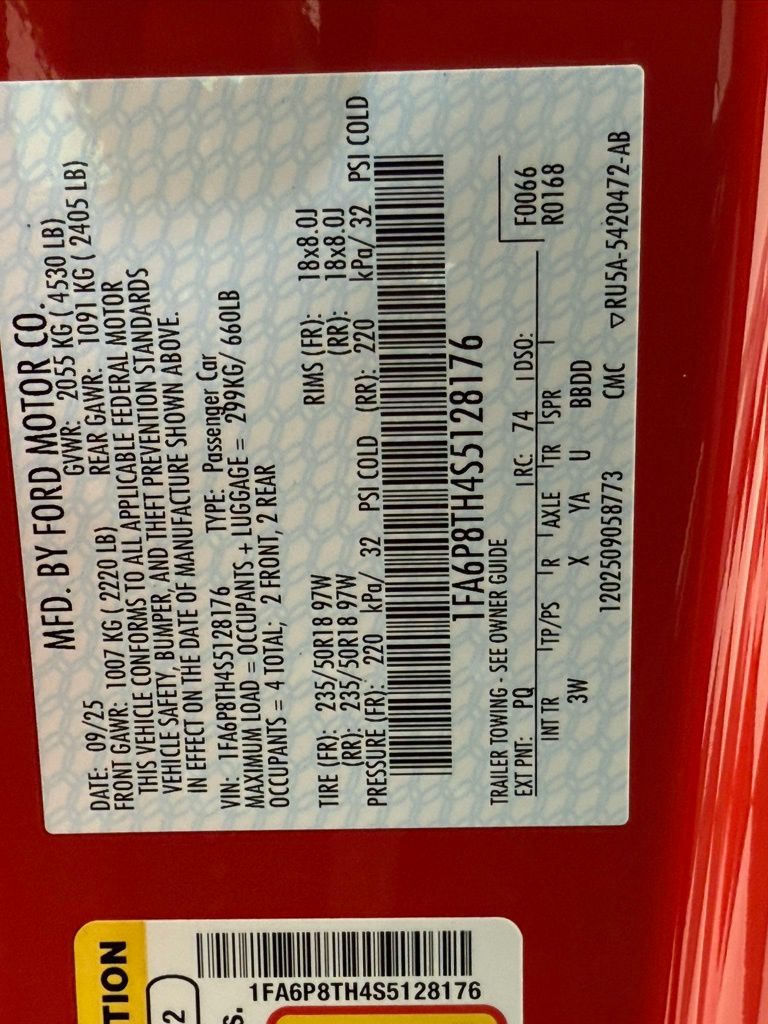 MFD. BY FORD MOTOR CO.
DATE: 09/25 GVWR: 2055 KG ( 4530 LB)
FRONT GAWR: 1007 KG ( 2220 LB) REAR GAWR: 1091 KG ( 2405 LB)
THIS VEHICLE CONFORMS TO ALL APPLICABLE FEDERAL MOTOR
VEHICLE SAFETY, BUMPER, AND THEFT PREVENTION STANDARDS
IN EFFECT ON THE DATE OF MANUFACTURE SHOWN ABOVE.
VIN: 1FA6P8TH4S5128176 TYPE: Passenger Car
MAXIMUM LOAD = OCCUPANTS + LUGGAGE = 299KG/ 660LB
OCCUPANTS = 4 TOTAL; 2 FRONT, 2 REAR
TIRE (FR): 235/50R18 97W RIMS (FR): 18x8.0J
(RR): 235/50R18 97W (RR): 18x8.0J
PRESSURE (FR): 220 kPa/ 32 PSI COLD (RR): 220 kPa/ 32 PSI COLD
1FA6P8TH4S5128176
TRAILER TOWING - SEE OWNER GUIDE F0066
EXT PNT: PQ RC: 74 DSO: R0168
INT TR TP/PS R AXLE TR SPR
3W X YA U BBDD
1202509058773 CMC ▽RU5A-5420472-AB
TION
2
s.
1FA6P8TH4S5128176